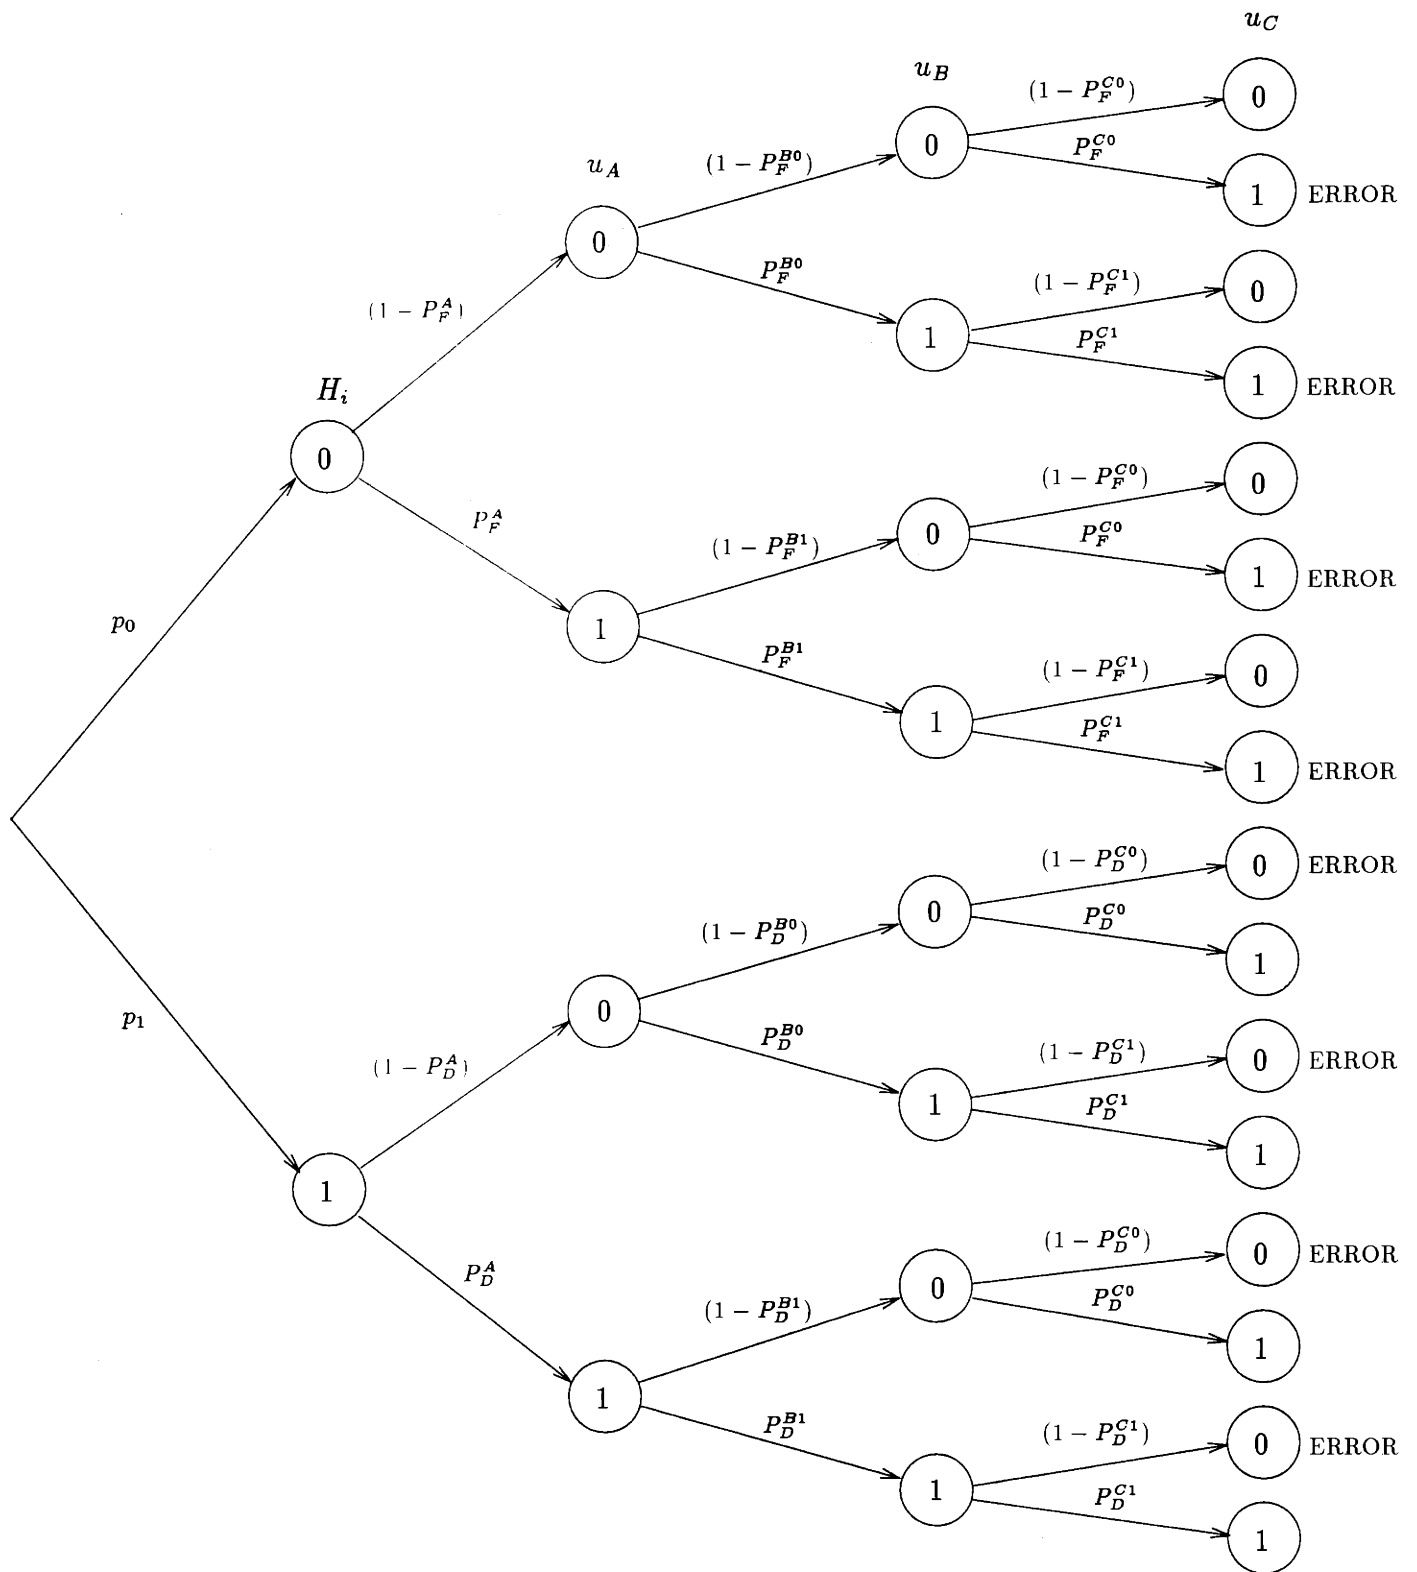 u_C
u_B
(1 − P_F^{C0})
0
0
P_F^{C0}
u_A
(1 − P_F^{B0})
1 ERROR
0
P_F^{B0}
(1 − P_F^{C1})
0
(1 − P_F^A)
1
P_F^{C1}
1 ERROR
H_i
0
(1 − P_F^{C0})
0
P_F^A
(1 − P_F^{B1})
0
P_F^{C0}
1 ERROR
p_0
1
P_F^{B1}
(1 − P_F^{C1})
0
1
P_F^{C1}
1 ERROR
(1 − P_D^{C0})
0 ERROR
(1 − P_D^{B0})
0
P_D^{C0}
1
p_1
0
P_D^{B0}
(1 − P_D^{C1})
0 ERROR
(1 − P_D^A)
1
P_D^{C1}
1
1
(1 − P_D^{C0})
0 ERROR
P_D^A
(1 − P_D^{B1})
0
P_D^{C0}
1
1
P_D^{B1}
(1 − P_D^{C1})
0 ERROR
1
P_D^{C1}
1